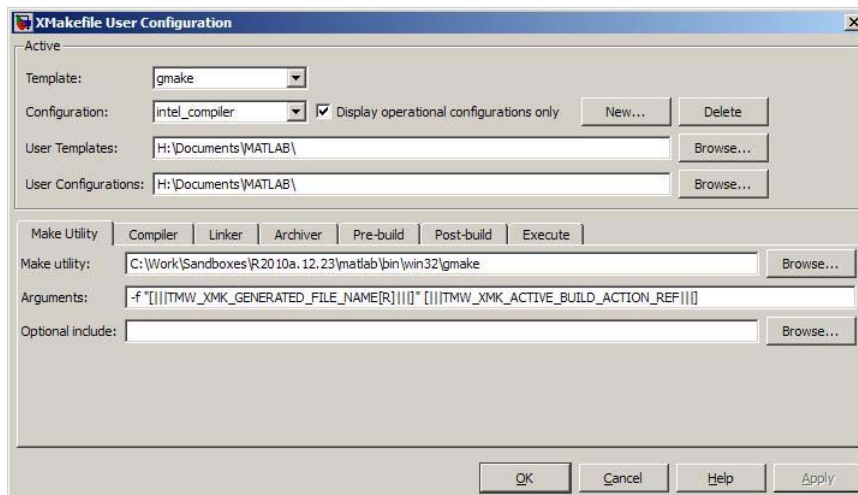 XMakefile User Configuration
Active
Template: gmake
Configuration: intel_compiler Display operational configurations only New... Delete
User Templates: H:\Documents\MATLAB\ Browse...
User Configurations: H:\Documents\MATLAB\ Browse...
Make Utility Compiler Linker Archiver Pre-build Post-build Execute
Make utility: C:\Work\Sandboxes\R2010a.12.23\matlab\bin\win32\gmake Browse...
Arguments: -f "[|||TMW_XMK_GENERATED_FILE_NAME[R]|||]" [|||TMW_XMK_ACTIVE_BUILD_ACTION_REF|||]
Optional include: Browse...
OK Cancel Help Apply